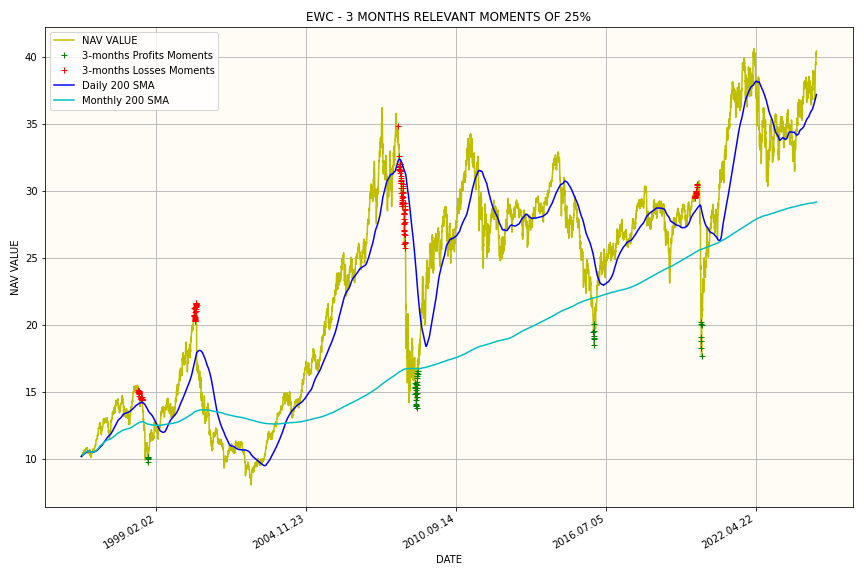 EWC - 3 MONTHS RELEVANT MOMENTS OF 25%
NAV VALUE
3-months Profits Moments
3-months Losses Moments
Daily 200 SMA
Monthly 200 SMA
40
35
30
25
20
15
10
NAV VALUE
1999.02.02
2004.11.23
2010.09.14
2016.07.05
2022.04.22
DATE